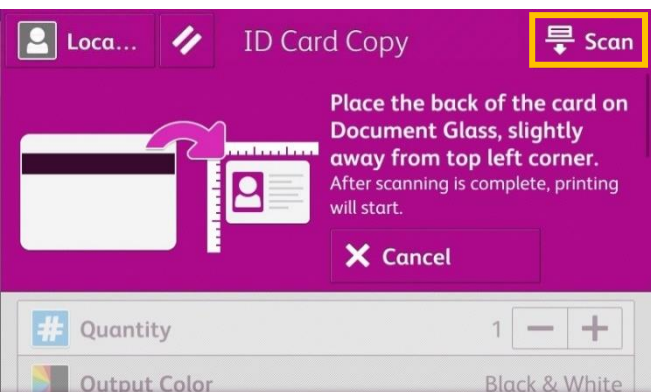 Loca...
ID Card Copy
Scan
Place the back of the card on
Document Glass, slightly
away from top left corner.
After scanning is complete, printing
will start.
Cancel
# Quantity
1
Output Color
Black & White